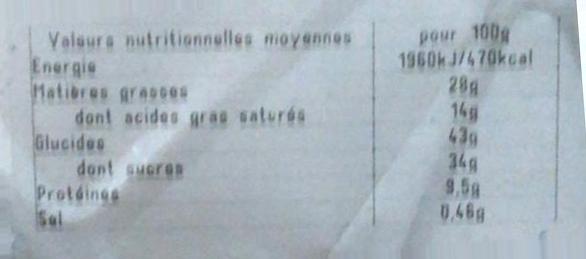 Valeurs nutritionnelles moyennes pour 100g
Energie 1960kJ/470kcal
Matières grasses 28g
dont acides gras saturés 14g
Glucides 43g
dont sucres 34g
Protéines 9,5g
Sel 0,46g